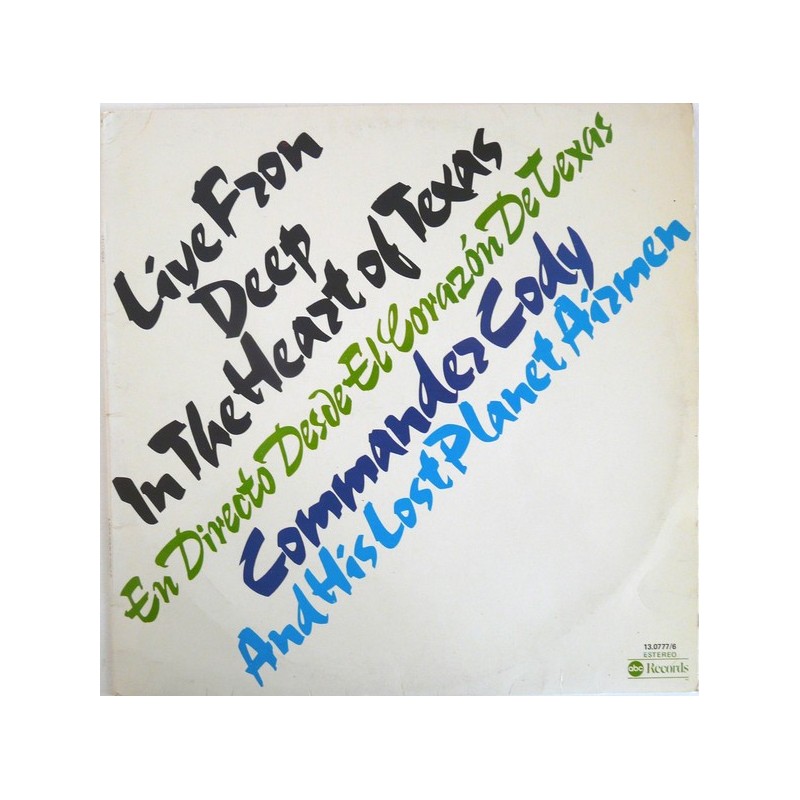 Live Fron
Deep
In The Heart of Texas
En Directo Desde El Corazón De Texas
Commander Cody
And His Lost Planet Airmen
13.0777/6
ESTEREO
abc Records